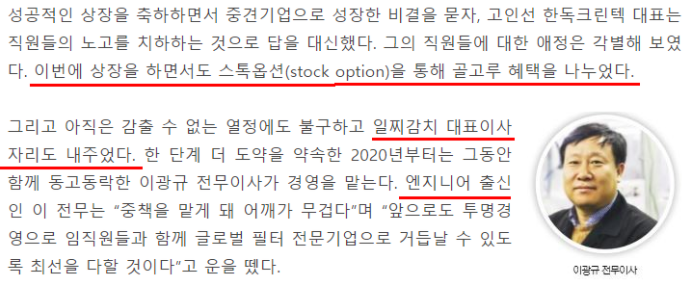 성공적인 상장을 축하하면서 중견기업으로 성장한 비결을 묻자, 고인선 한독크린텍 대표는
직원들의 노고를 치하하는 것으로 답을 대신했다. 그의 직원들에 대한 애정은 각별해 보였
다. 이번에 상장을 하면서도 스톡옵션(stock option)을 통해 골고루 혜택을 나누었다.
그리고 아직은 감출 수 없는 열정에도 불구하고 일찌감치 대표이사
자리도 내주었다. 한 단계 더 도약을 약속한 2020년부터는 그동안
함께 동고동락한 이광규 전무이사가 경영을 맡는다. 엔지니어 출신
인 이 전무는 “중책을 맡게 돼 어깨가 무겁다”며 “앞으로도 투명경
영으로 임직원들과 함께 글로벌 필터 전문기업으로 거듭날 수 있도
록 최선을 다할 것이다”고 운을 뗐다.
이광규 전무이사